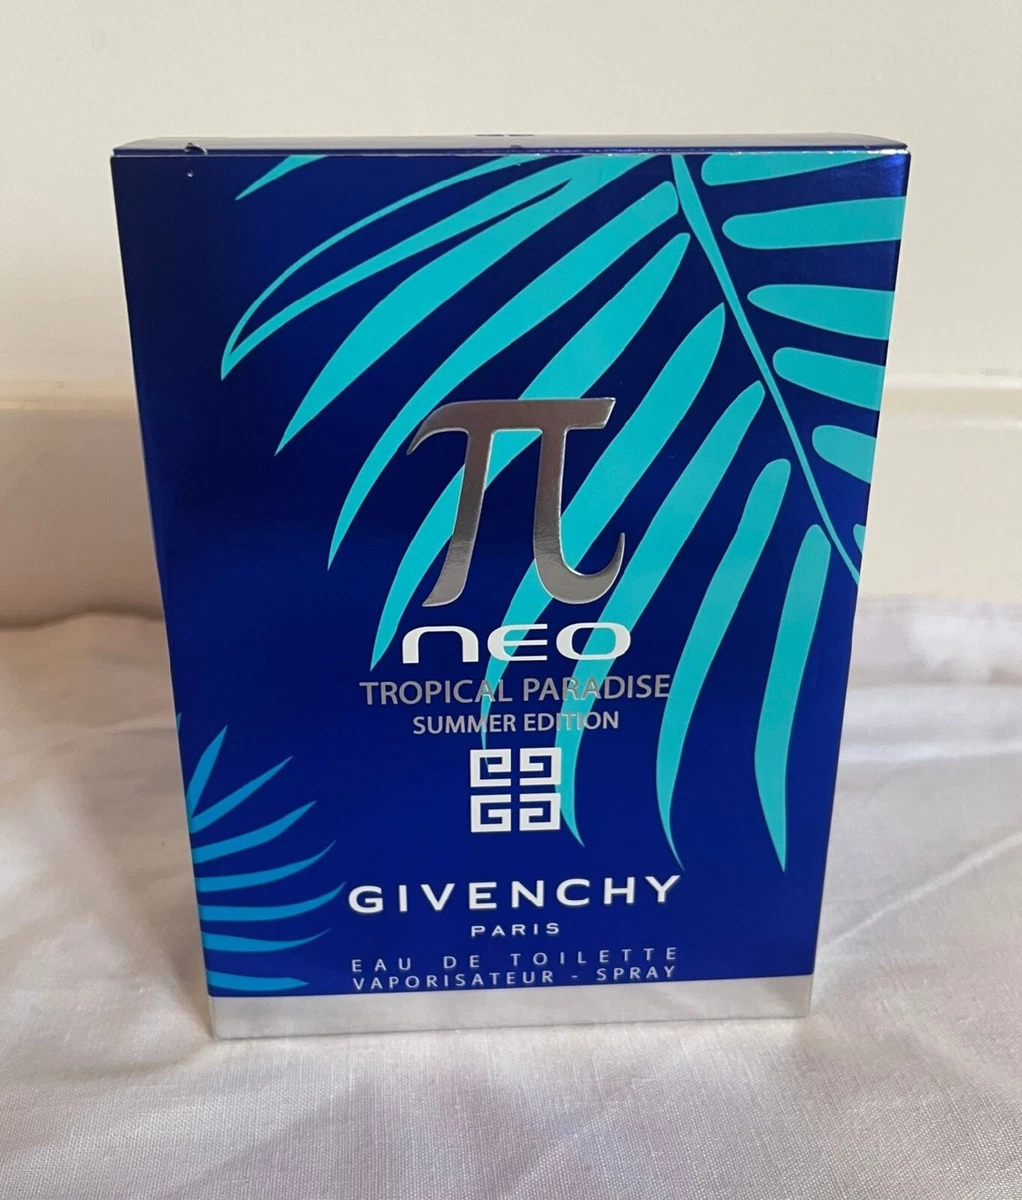 π
neo
TROPICAL PARADISE
SUMMER EDITION
GIVENCHY
PARIS
EAU DE TOILETTE
VAPORISATEUR - SPRAY